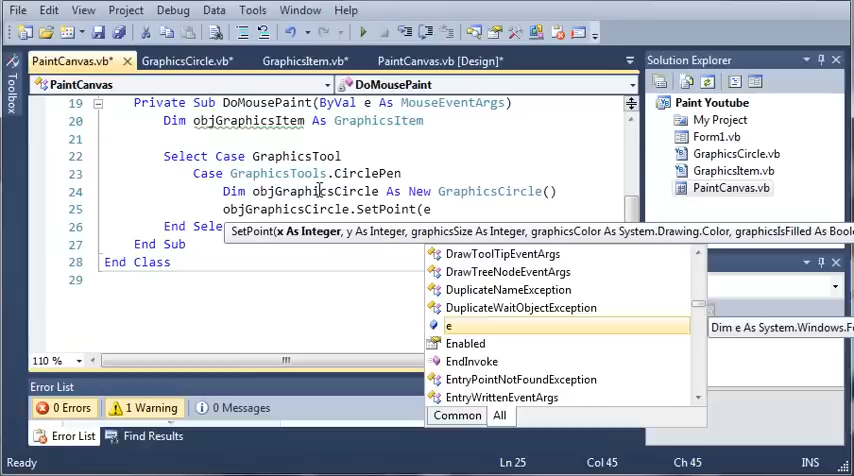 File Edit View Project Debug Data Tools Window Help
PaintCanvas.vb* GraphicsCircle.vb* GraphicsItem.vb* PaintCanvas.vb [Design]* Solution Explorer
Toolbox
PaintCanvas DoMousePaint
19 Private Sub DoMousePaint(ByVal e As MouseEventArgs)
20 Dim objGraphicsItem As GraphicsItem
21
22 Select Case GraphicsTool
23 Case GraphicsTools.CirclePen
24 Dim objGraphicsCircle As New GraphicsCircle()
25 objGraphicsCircle.SetPoint(e
26 End Sele
27 End Sub
28 End Class
29
SetPoint(x As Integer, y As Integer, graphicsSize As Integer, graphicsColor As System.Drawing.Color, graphicsIsFilled As Boole
DrawToolTipEventArgs
DrawTreeNodeEventArgs
DuplicateNameException
DuplicateWaitObjectException
e
Enabled
EndInvoke
EntryPointNotFoundException
EntryWrittenEventArgs
Common All
Dim e As System.Windows.Fo
Paint Youtube
My Project
Form1.vb
GraphicsCircle.vb
GraphicsItem.vb
PaintCanvas.vb
110 %
Error List
0 Errors 1 Warning 0 Messages
Error List Find Results
Ln 25 Col 45 Ch 45 INS